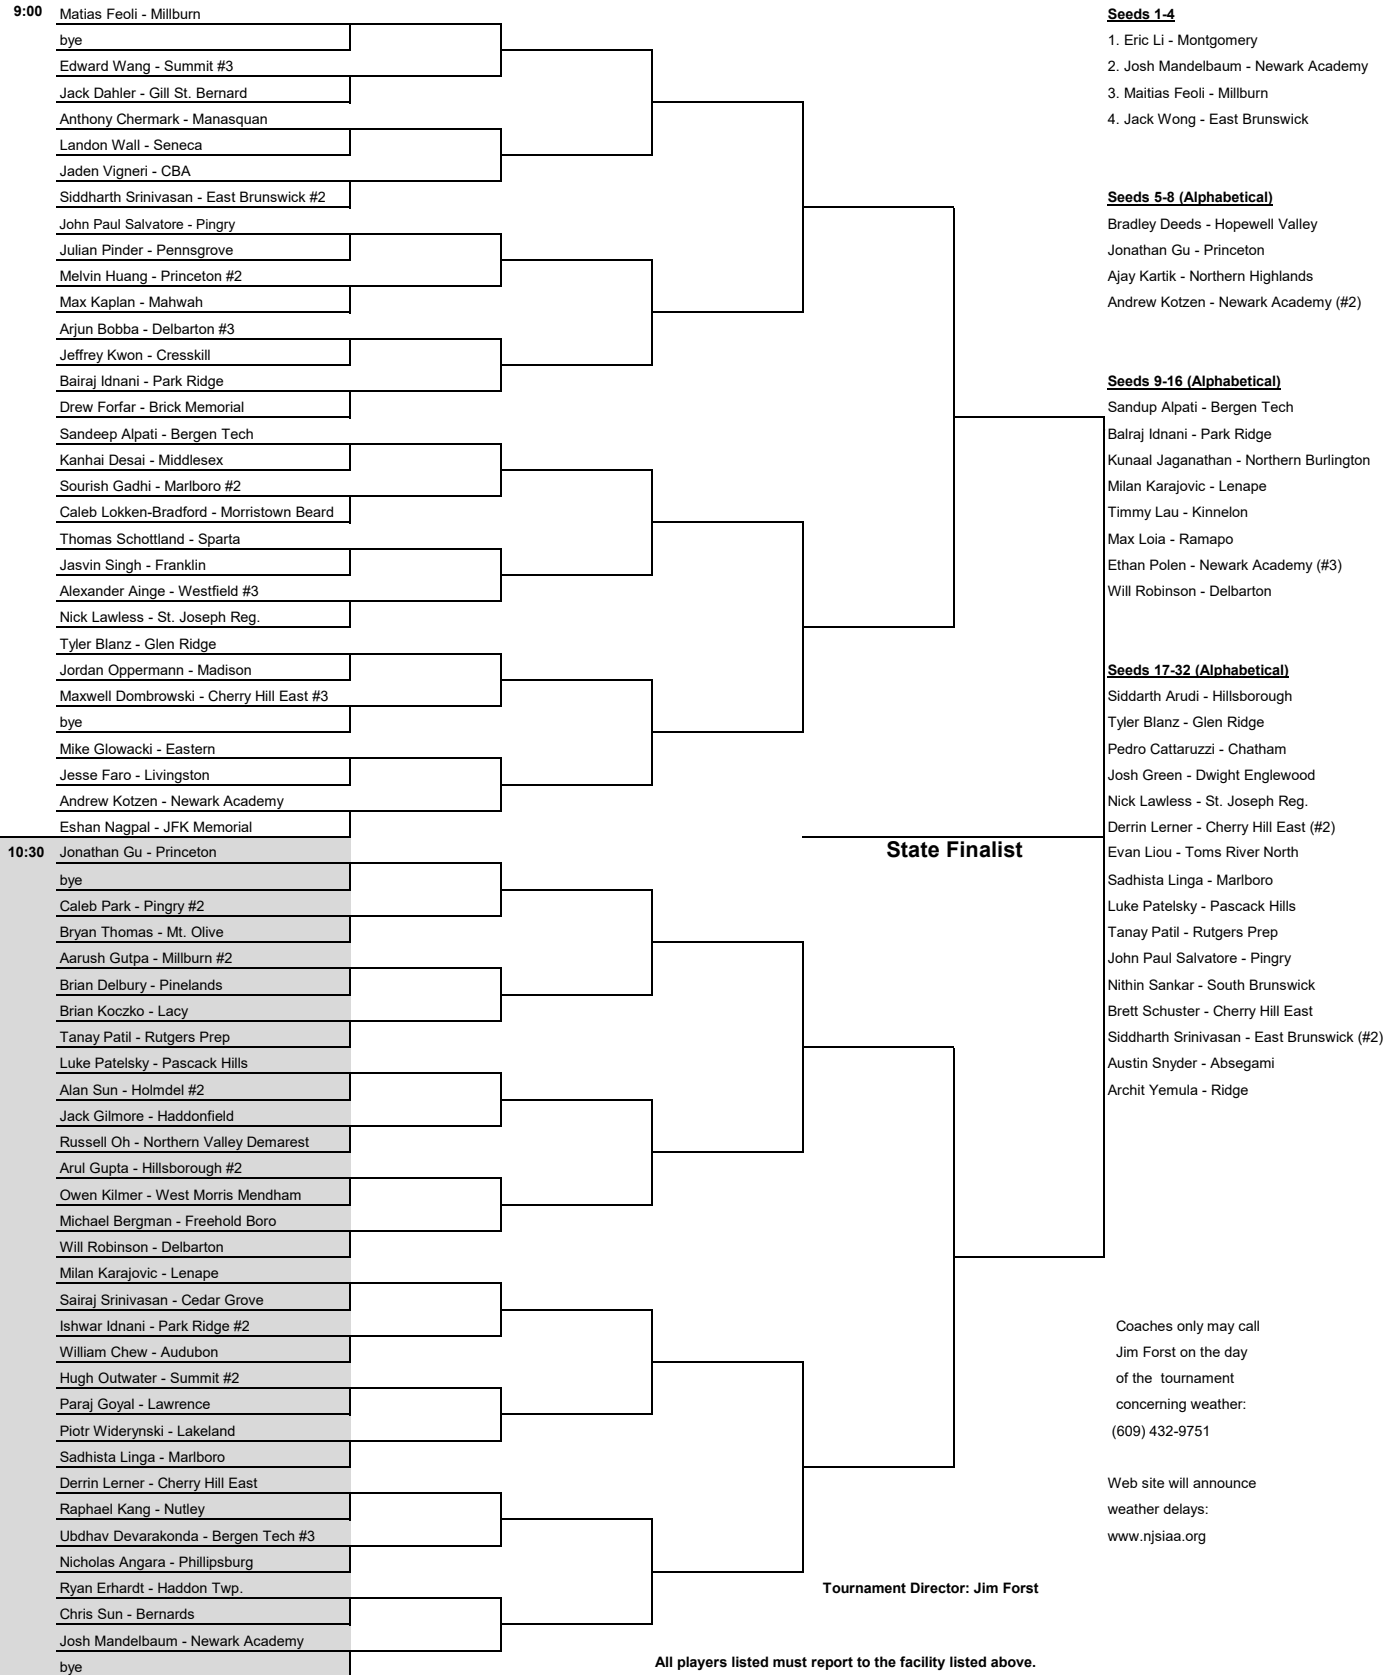 9:00 Matias Feoli - Millburn
bye
Edward Wang - Summit #3
Jack Dahler - Gill St. Bernard
Anthony Chermark - Manasquan
Landon Wall - Seneca
Jaden Vigneri - CBA
Siddharth Srinivasan - East Brunswick #2
John Paul Salvatore - Pingry
Julian Pinder - Pennsgrove
Melvin Huang - Princeton #2
Max Kaplan - Mahwah
Arjun Bobba - Delbarton #3
Jeffrey Kwon - Cresskill
Bairaj Idnani - Park Ridge
Drew Forfar - Brick Memorial
Sandeep Alpati - Bergen Tech
Kanhai Desai - Middlesex
Sourish Gadhi - Marlboro #2
Caleb Lokken-Bradford - Morristown Beard
Thomas Schottland - Sparta
Jasvin Singh - Franklin
Alexander Ainge - Westfield #3
Nick Lawless - St. Joseph Reg.
Tyler Blanz - Glen Ridge
Jordan Oppermann - Madison
Maxwell Dombrowski - Cherry Hill East #3
bye
Mike Glowacki - Eastern
Jesse Faro - Livingston
Andrew Kotzen - Newark Academy
Eshan Nagpal - JFK Memorial
10:30 Jonathan Gu - Princeton
bye
Caleb Park - Pingry #2
Bryan Thomas - Mt. Olive
Aarush Gutpa - Millburn #2
Brian Delbury - Pinelands
Brian Koczko - Lacy
Tanay Patil - Rutgers Prep
Luke Patelsky - Pascack Hills
Alan Sun - Holmdel #2
Jack Gilmore - Haddonfield
Russell Oh - Northern Valley Demarest
Arul Gupta - Hillsborough #2
Owen Kilmer - West Morris Mendham
Michael Bergman - Freehold Boro
Will Robinson - Delbarton
Milan Karajovic - Lenape
Sairaj Srinivasan - Cedar Grove
Ishwar Idnani - Park Ridge #2
William Chew - Audubon
Hugh Outwater - Summit #2
Paraj Goyal - Lawrence
Piotr Widerynski - Lakeland
Sadhista Linga - Marlboro
Derrin Lerner - Cherry Hill East
Raphael Kang - Nutley
Ubdhav Devarakonda - Bergen Tech #3
Nicholas Angara - Phillipsburg
Ryan Erhardt - Haddon Twp.
Chris Sun - Bernards
Josh Mandelbaum - Newark Academy
bye
State Finalist
Seeds 1-4
1. Eric Li - Montgomery
2. Josh Mandelbaum - Newark Academy
3. Maitias Feoli - Millburn
4. Jack Wong - East Brunswick
Seeds 5-8 (Alphabetical)
Bradley Deeds - Hopewell Valley
Jonathan Gu - Princeton
Ajay Kartik - Northern Highlands
Andrew Kotzen - Newark Academy (#2)
Seeds 9-16 (Alphabetical)
Sandup Alpati - Bergen Tech
Balraj Idnani - Park Ridge
Kunaal Jaganathan - Northern Burlington
Milan Karajovic - Lenape
Timmy Lau - Kinnelon
Max Loia - Ramapo
Ethan Polen - Newark Academy (#3)
Will Robinson - Delbarton
Seeds 17-32 (Alphabetical)
Siddarth Arudi - Hillsborough
Tyler Blanz - Glen Ridge
Pedro Cattaruzzi - Chatham
Josh Green - Dwight Englewood
Nick Lawless - St. Joseph Reg.
Derrin Lerner - Cherry Hill East (#2)
Evan Liou - Toms River North
Sadhista Linga - Marlboro
Luke Patelsky - Pascack Hills
Tanay Patil - Rutgers Prep
John Paul Salvatore - Pingry
Nithin Sankar - South Brunswick
Brett Schuster - Cherry Hill East
Siddharth Srinivasan - East Brunswick (#2)
Austin Snyder - Absegami
Archit Yemula - Ridge
Coaches only may call
Jim Forst on the day
of the tournament
concerning weather:
(609) 432-9751
Web site will announce
weather delays:
www.njsiaa.org
Tournament Director: Jim Forst
All players listed must report to the facility listed above.